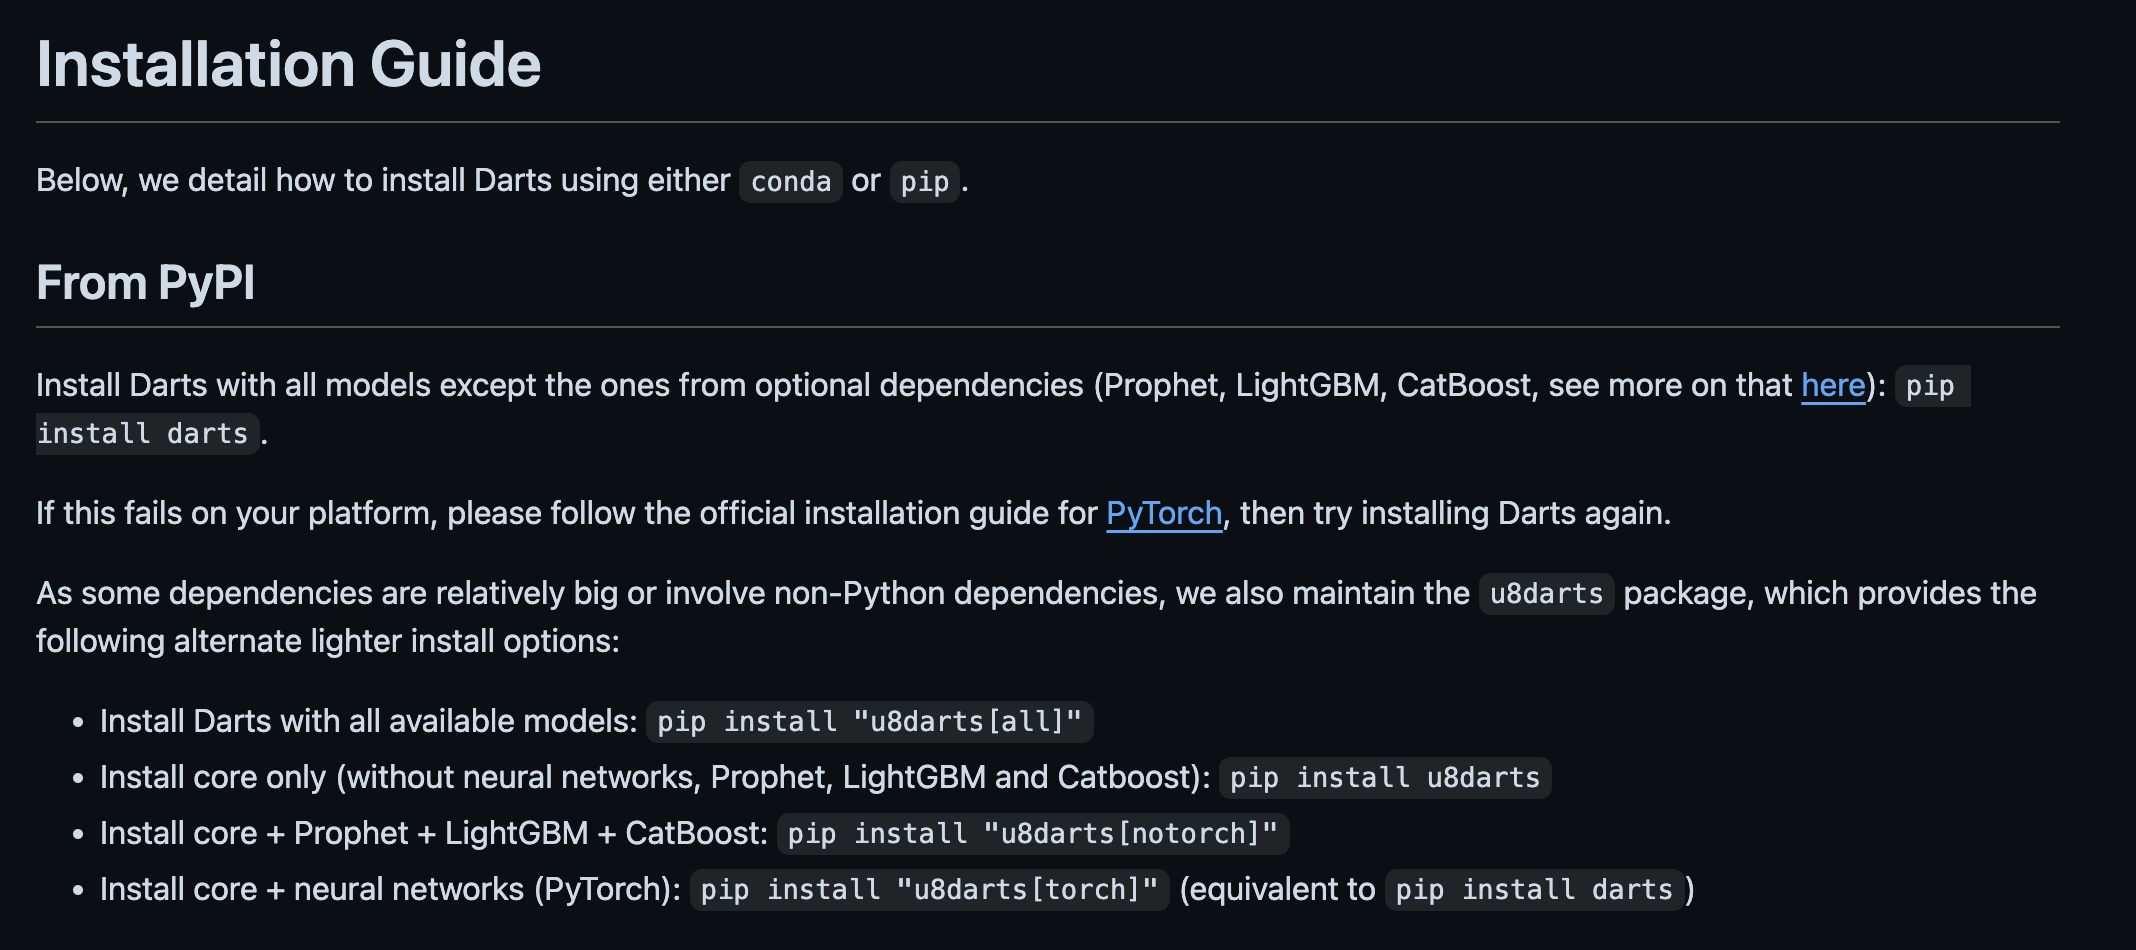 Installation Guide
Below, we detail how to install Darts using either conda or pip.
From PyPI
Install Darts with all models except the ones from optional dependencies (Prophet, LightGBM, CatBoost, see more on that here): pip
install darts.
If this fails on your platform, please follow the official installation guide for PyTorch, then try installing Darts again.
As some dependencies are relatively big or involve non-Python dependencies, we also maintain the u8darts package, which provides the
following alternate lighter install options:
• Install Darts with all available models: pip install "u8darts[all]"
• Install core only (without neural networks, Prophet, LightGBM and Catboost): pip install u8darts
• Install core + Prophet + LightGBM + CatBoost: pip install "u8darts[notorch]"
• Install core + neural networks (PyTorch): pip install "u8darts[torch]" (equivalent to pip install darts)